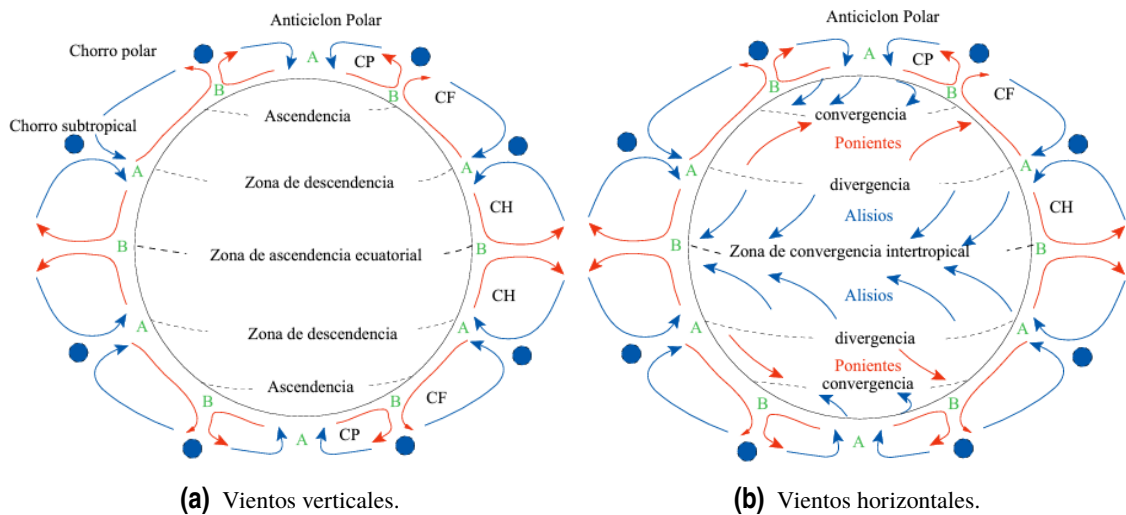 Anticiclon Polar
Chorro polar
A
CP
B
B
CF
Ascendencia
Chorro subtropical
A
A
Zona de descendencia
CH
B
Zona de ascendencia ecuatorial
B
CH
A
Zona de descendencia
A
Ascendencia
B
B
CF
A
CP
(a) Vientos verticales.
Anticiclon Polar
A
CP
B
B
CF
convergencia
Ponientes
A
A
divergencia
CH
Alisios
B
Zona de convergencia intertropical
B
Alisios
A
A
divergencia
Ponientes
convergencia
B
B
A
(b) Vientos horizontales.